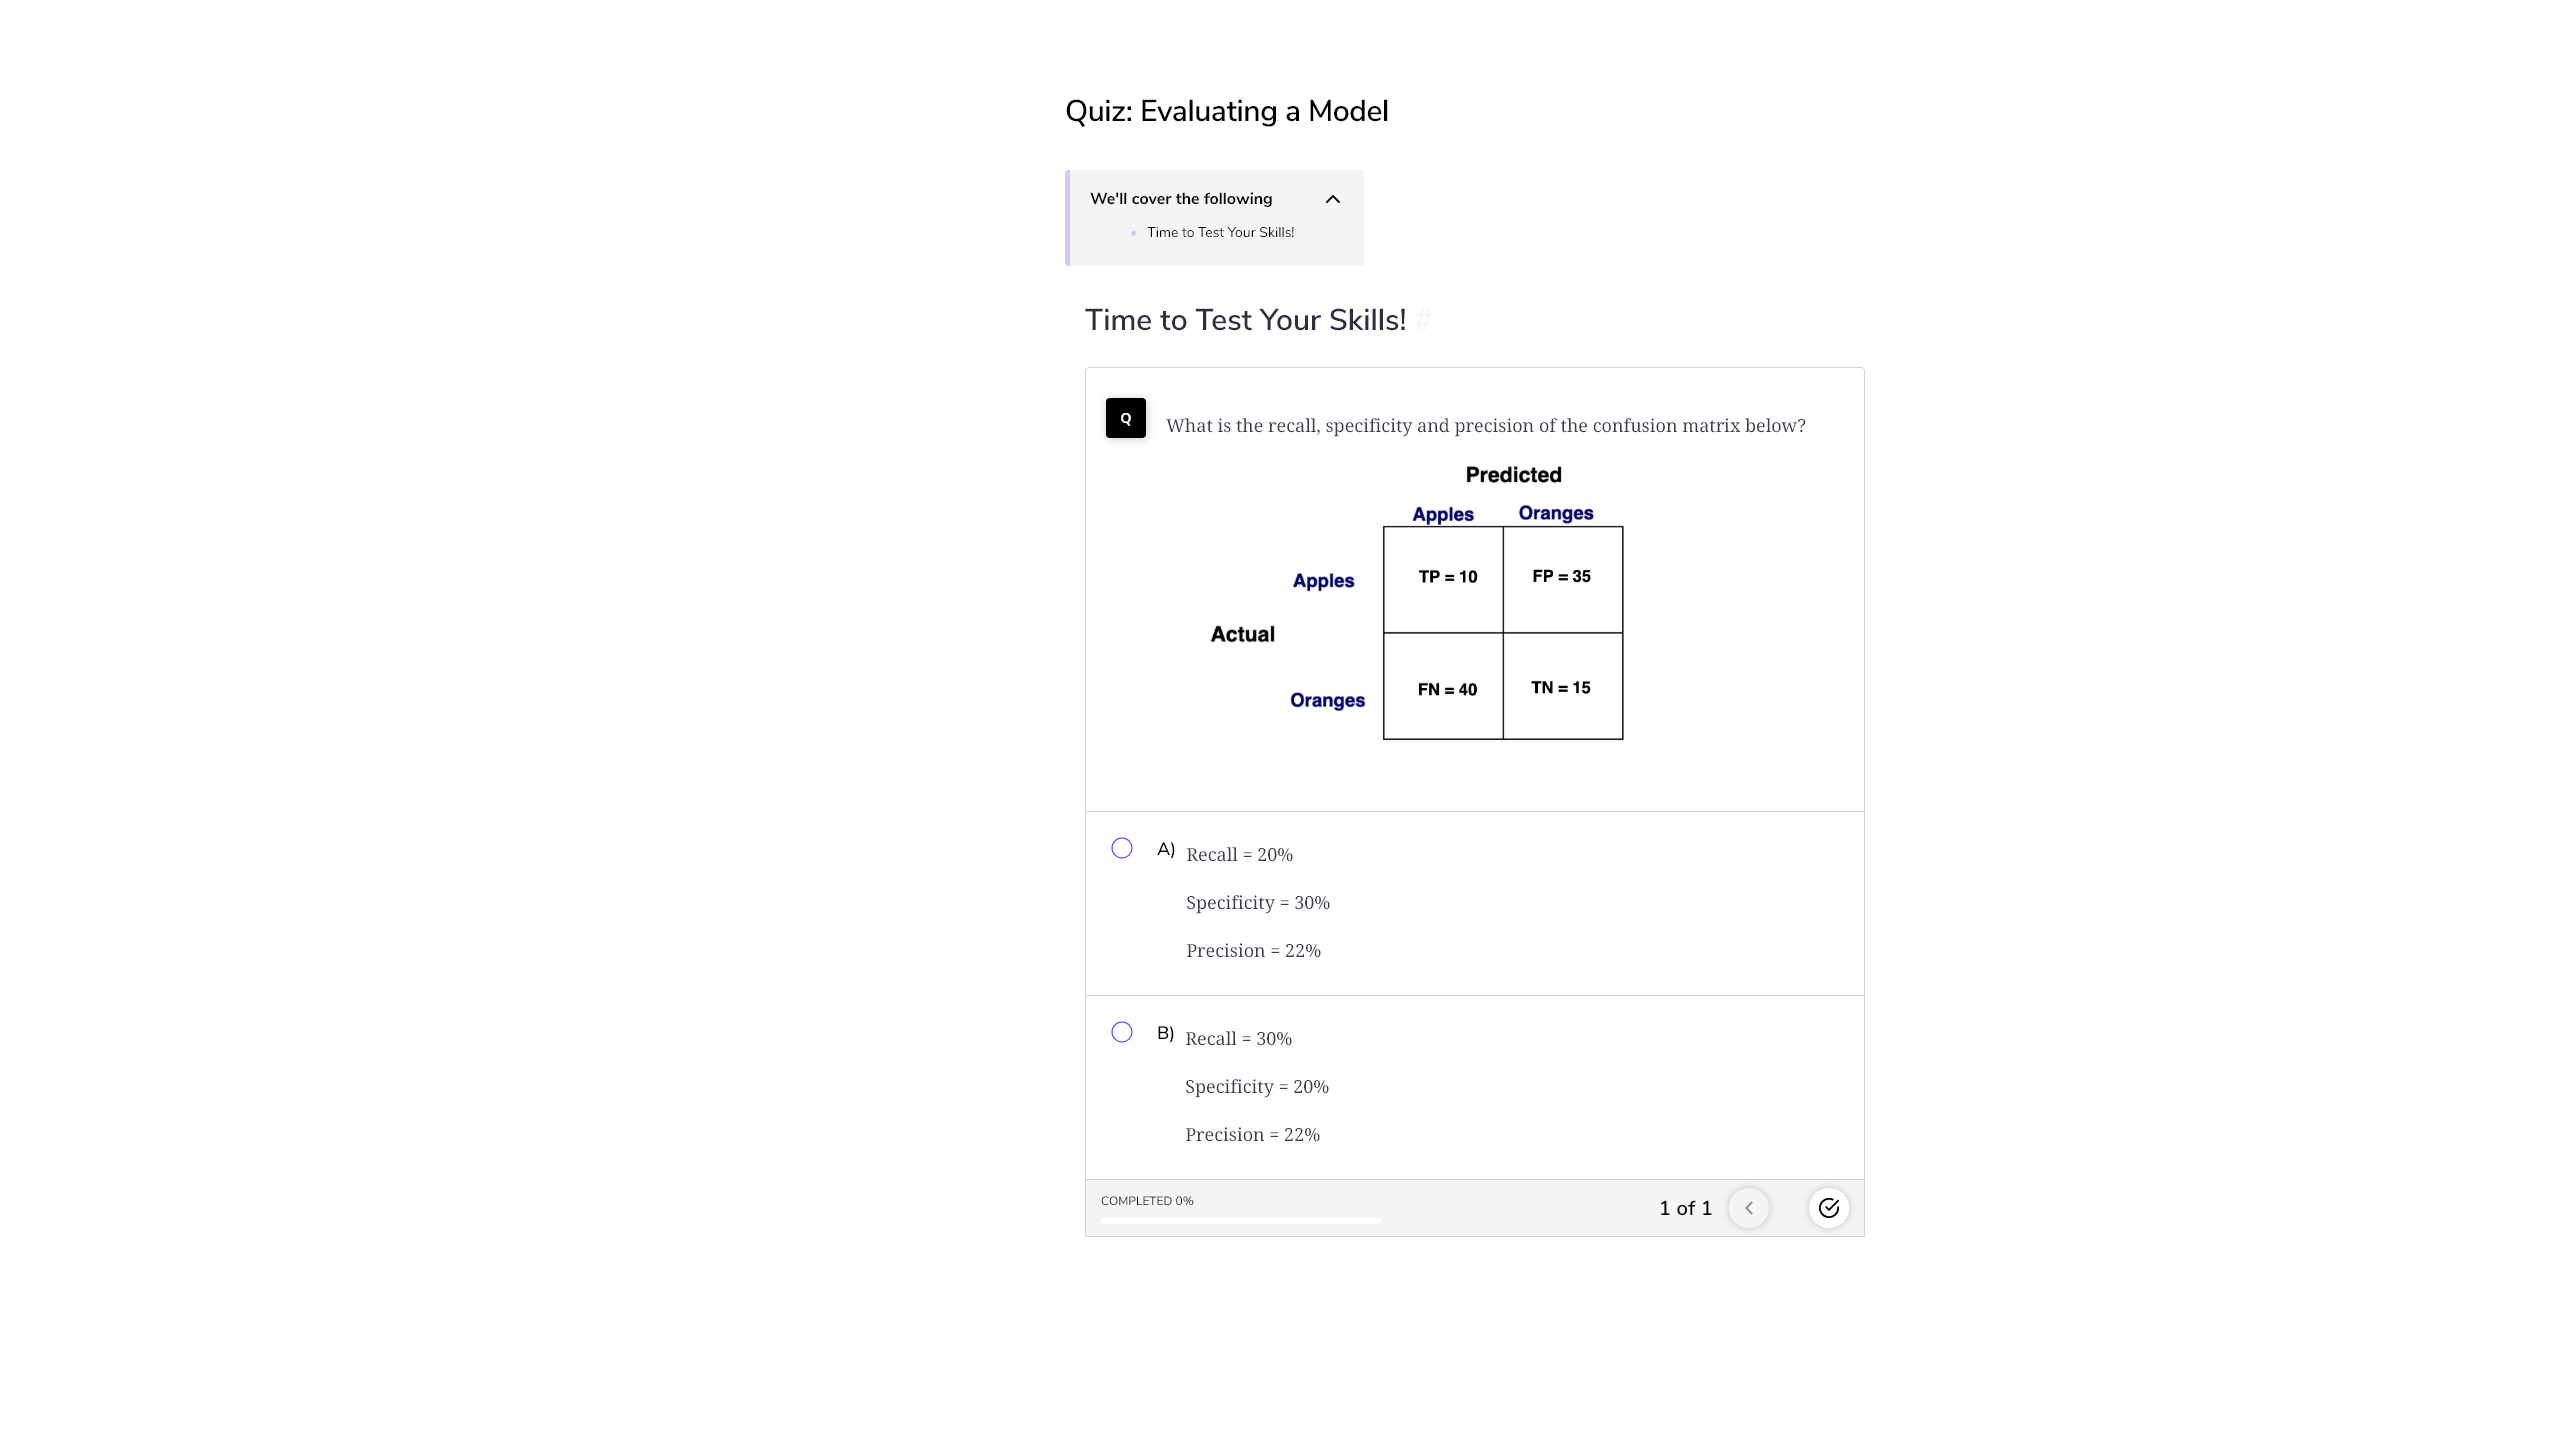 Quiz: Evaluating a Model
We'll cover the following
Time to Test Your Skills!
Time to Test Your Skills! #
Q
What is the recall, specificity and precision of the confusion matrix below?
Predicted
Apples Oranges
Apples TP = 10 FP = 35
Actual
Oranges FN = 40 TN = 15
A) Recall = 20%
Specificity = 30%
Precision = 22%
B) Recall = 30%
Specificity = 20%
Precision = 22%
COMPLETED 0%
1 of 1